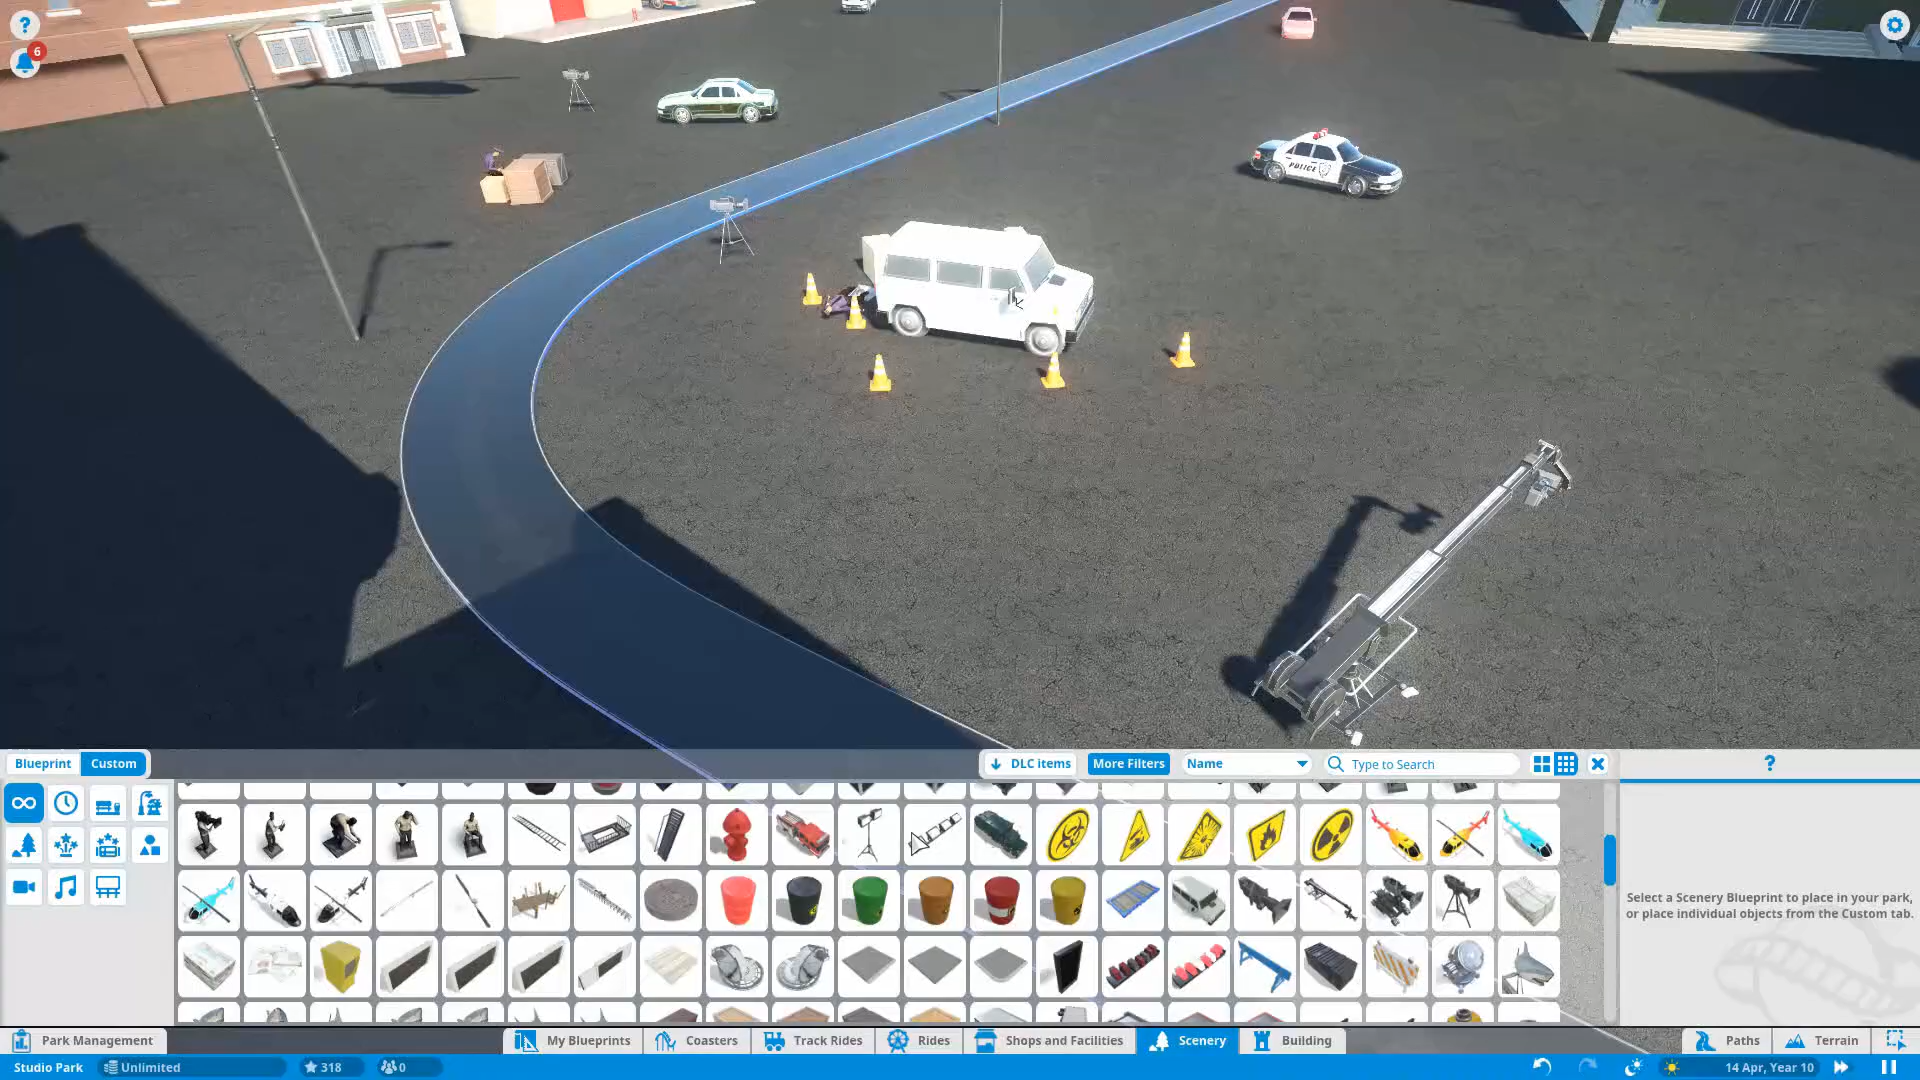 ?
6
POLICE
Blueprint
Custom
DLC items
More Filters
Name
Type to Search
?
Select a Scenery Blueprint to place in your park,
or place individual objects from the Custom tab.
Park Management
My Blueprints
Coasters
Track Rides
Rides
Shops and Facilities
Scenery
Building
Paths
Terrain
Studio Park
Unlimited
318
0
14 Apr, Year 10